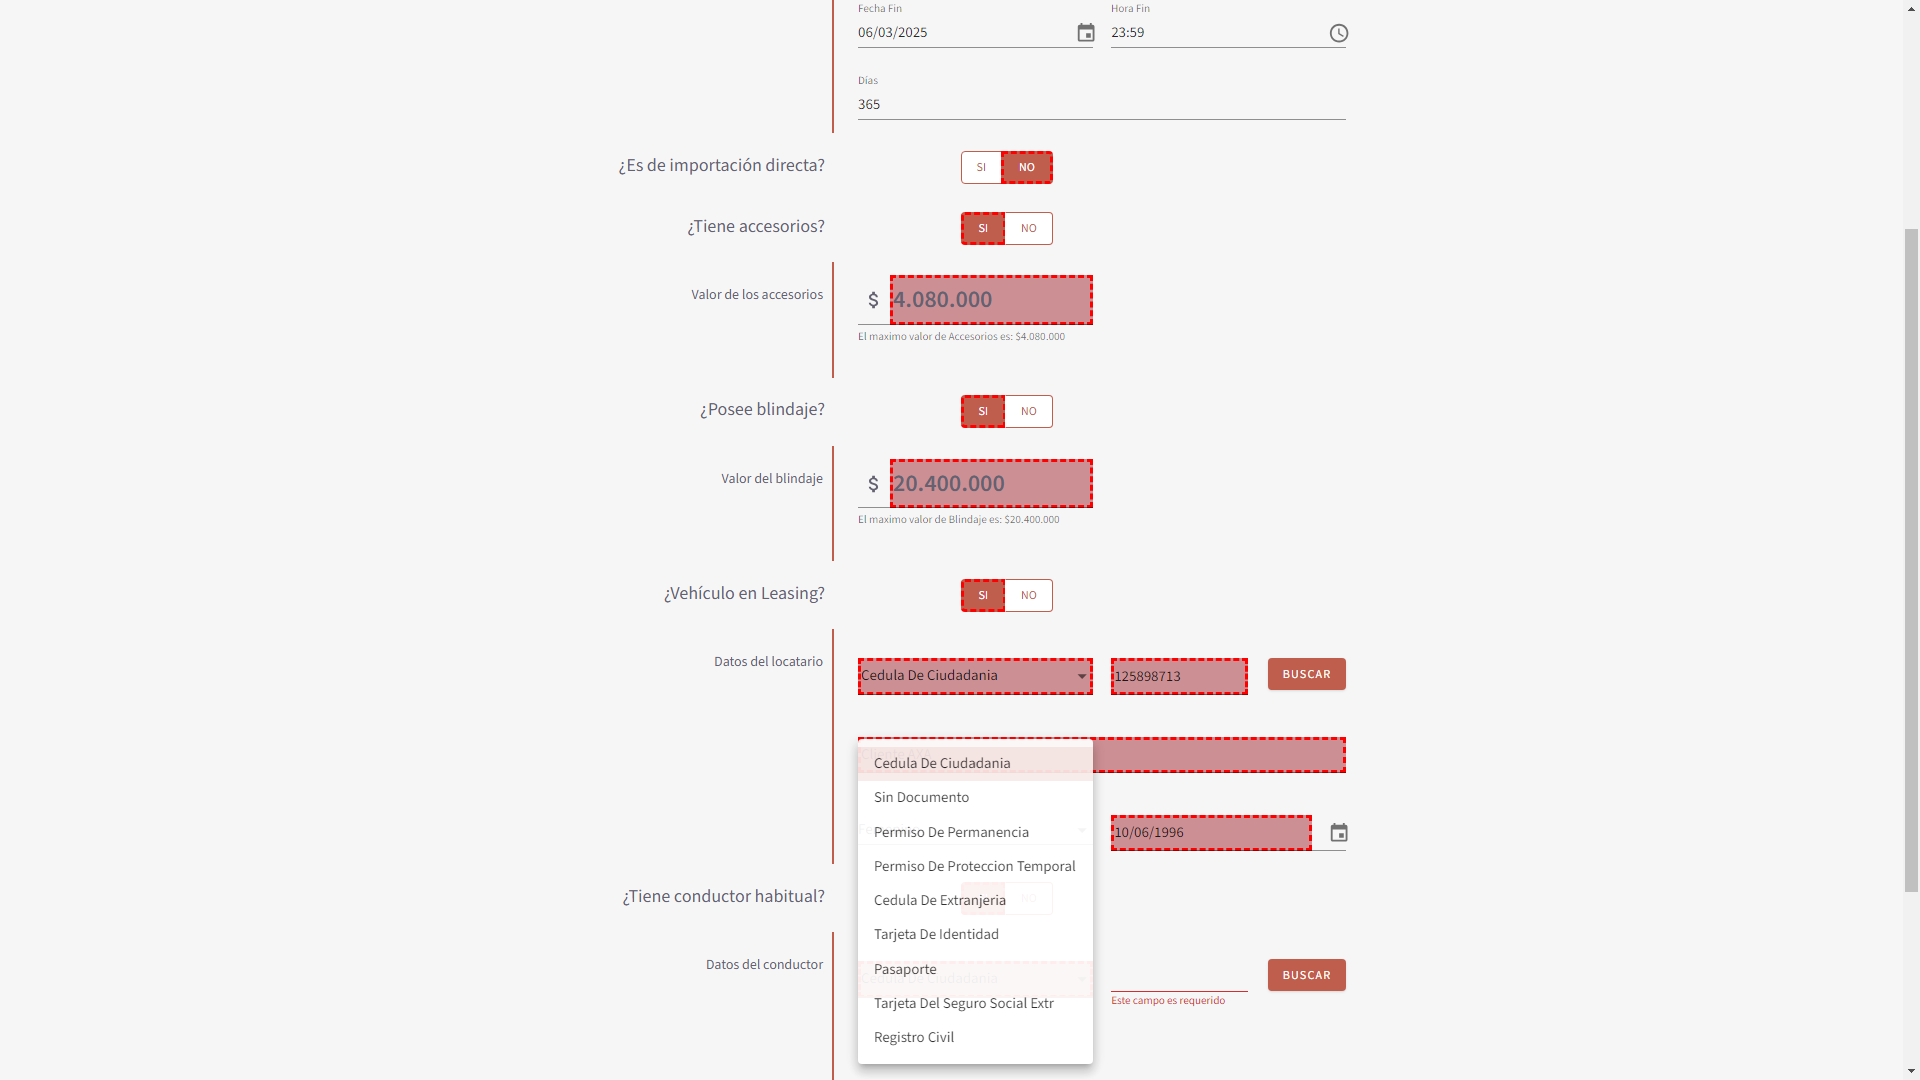 Fecha Fin
Hora Fin
06/03/2025
23:59
Días
365
¿Es de importación directa?
SI
NO
¿Tiene accesorios?
SI
NO
Valor de los accesorios
$
4.080.000
El maximo valor de Accesorios es: $4.080.000
¿Posee blindaje?
SI
NO
Valor del blindaje
$
20.400.000
El maximo valor de Blindaje es: $20.400.000
¿Vehículo en Leasing?
SI
NO
Datos del locatario
Cedula De Ciudadania
125898713
BUSCAR
Cedula De Ciudadania
Sin Documento
Permiso De Permanencia
10/06/1996
Permiso De Proteccion Temporal
¿Tiene conductor habitual?
Cedula De Extranjeria
NO
Tarjeta De Identidad
Datos del conductor
Pasaporte
Cedula De Ciudadania
BUSCAR
Tarjeta Del Seguro Social Extr
Este campo es requerido
Registro Civil